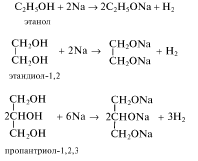 C₂H₅OH + 2Na → 2C₂H₅ONa + H₂
этанол
CH₂OH CH₂ONa
+ 2Na → + H₂
CH₂OH CH₂ONa
этандиол-1,2
CH₂OH CH₂ONa
2CHOH + 6Na → 2CHONa + 3H₂
CH₂OH CH₂ONa
пропантриол-1,2,3